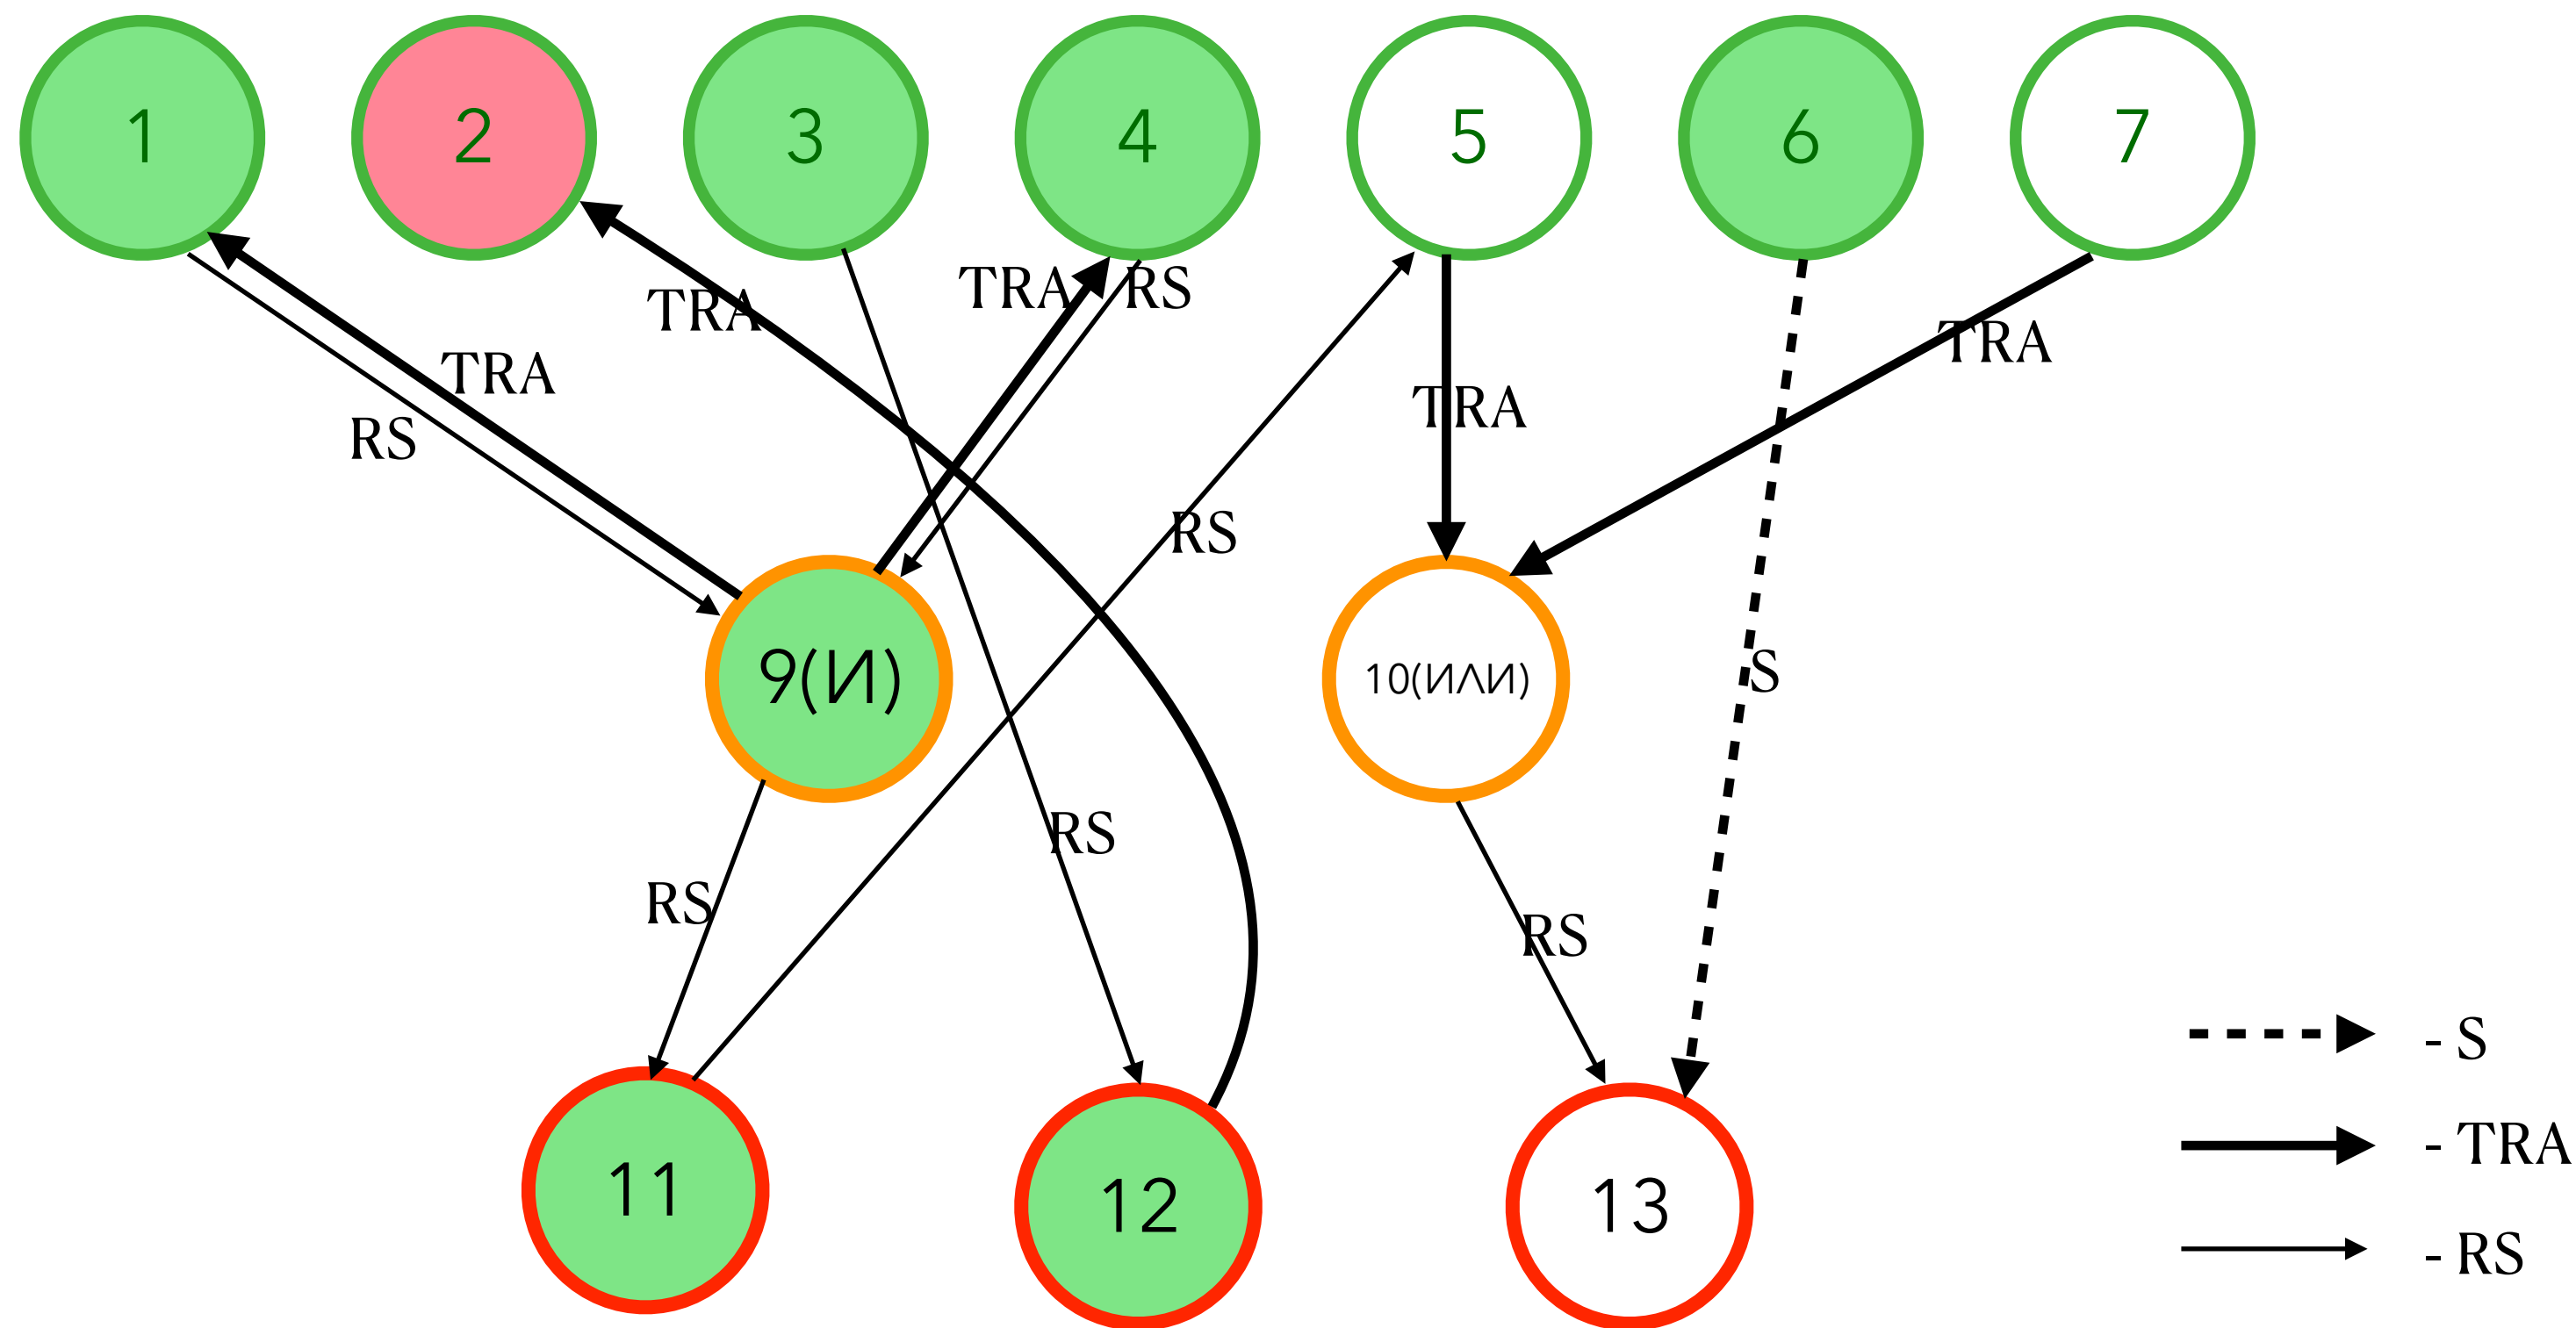 1 2 3 4 5 6 7
TRA RS
TRA
TRA
TRA
TRA
TRA
RS
RS
9(И) 10(ИЛИ)
S
RS
RS
RS
11 12 13
- S
- TRA
- RS